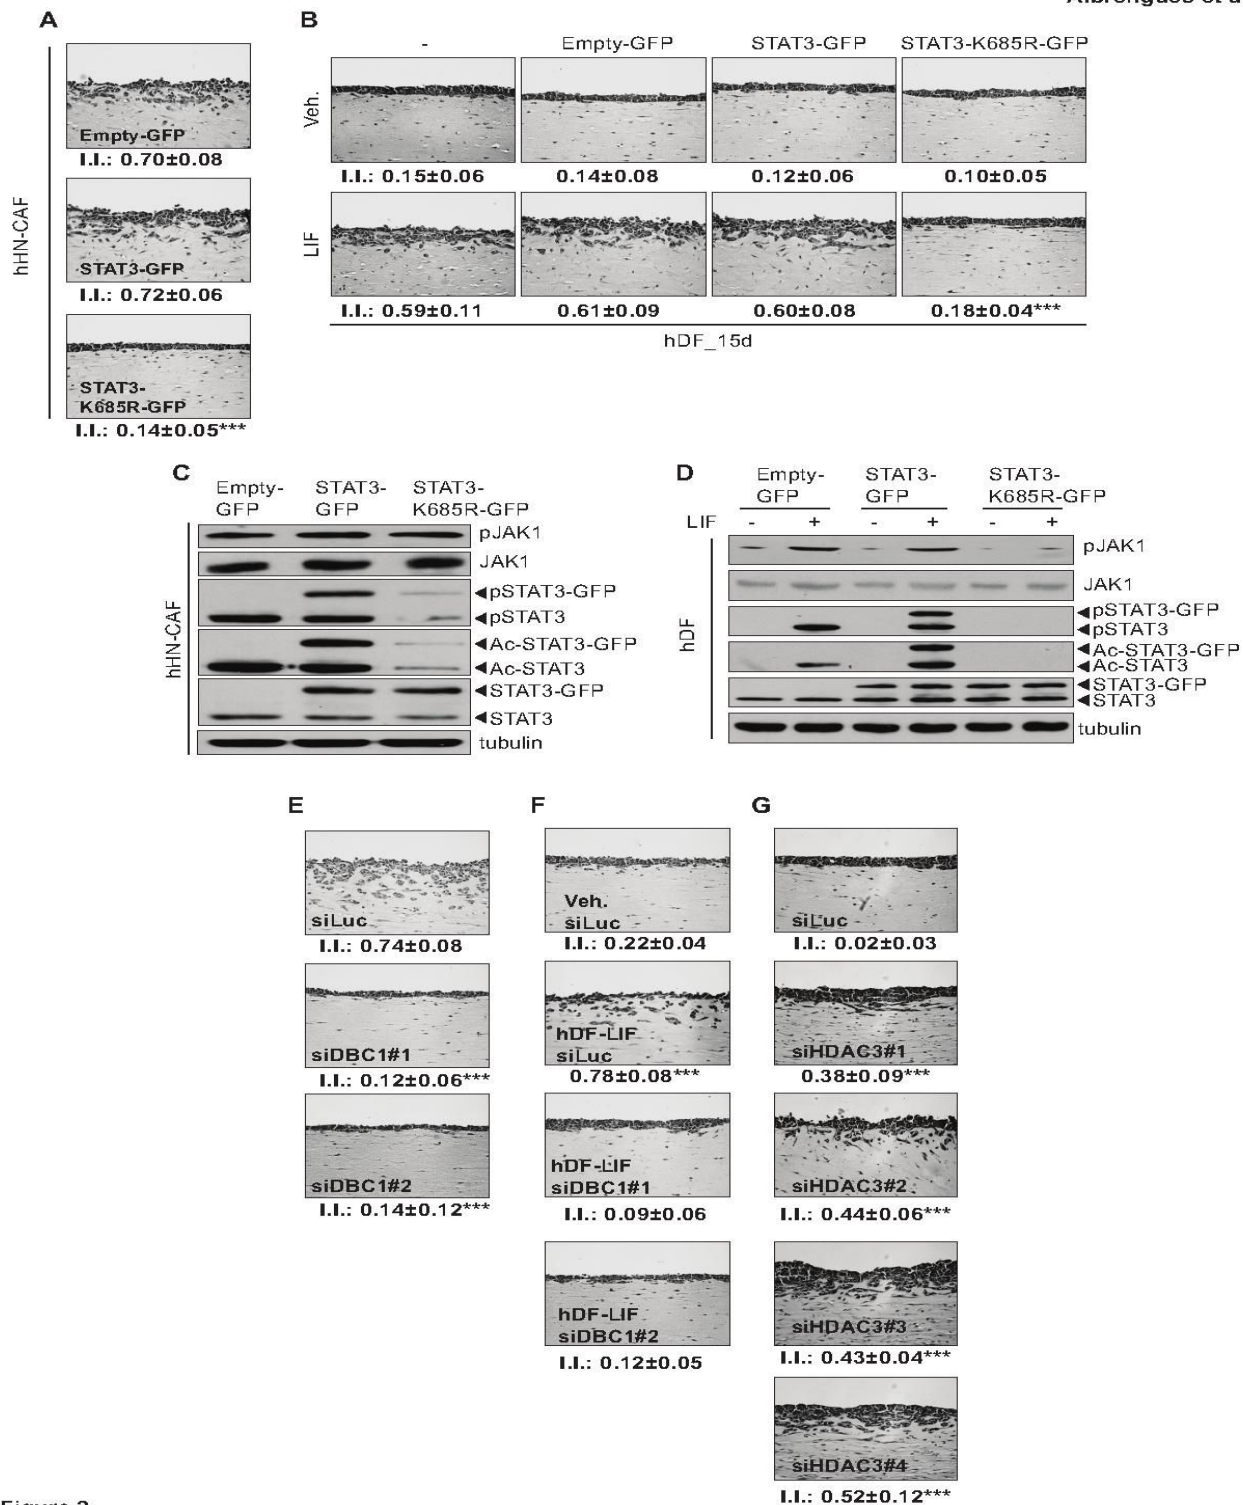 A
B
Empty-GFP
I.I.: 0.70±0.08
STAT3-GFP
I.I.: 0.72±0.06
STAT3-
K685R-GFP
I.I.: 0.14±0.05***
hHN-CAF
- Empty-GFP STAT3-GFP STAT3-K685R-GFP
Veh.
I.I.: 0.15±0.06 0.14±0.08 0.12±0.06 0.10±0.05
LIF
I.I.: 0.59±0.11 0.61±0.09 0.60±0.08 0.18±0.04***
hDF_15d
C
Empty- STAT3- STAT3-
GFP GFP K685R-GFP
hHN-CAF
pJAK1
JAK1
◄pSTAT3-GFP
◄pSTAT3
◄Ac-STAT3-GFP
◄Ac-STAT3
◄STAT3-GFP
◄STAT3
tubulin
D
Empty- STAT3- STAT3-
GFP GFP K685R-GFP
LIF - + - + - +
hDF
pJAK1
JAK1
◄pSTAT3-GFP
◄pSTAT3
◄Ac-STAT3-GFP
◄Ac-STAT3
◄STAT3-GFP
◄STAT3
tubulin
E
siLuc
I.I.: 0.74±0.08
siDBC1#1
I.I.: 0.12±0.06***
siDBC1#2
I.I.: 0.14±0.12***
F
Veh.
siLuc
I.I.: 0.22±0.04
hDF-LIF
siLuc
0.78±0.08***
hDF-LIF
siDBC1#1
I.I.: 0.09±0.06
hDF-LIF
siDBC1#2
I.I.: 0.12±0.05
G
siLuc
I.I.: 0.02±0.03
siHDAC3#1
0.38±0.09***
siHDAC3#2
I.I.: 0.44±0.06***
siHDAC3#3
I.I.: 0.43±0.04***
siHDAC3#4
I.I.: 0.52±0.12***